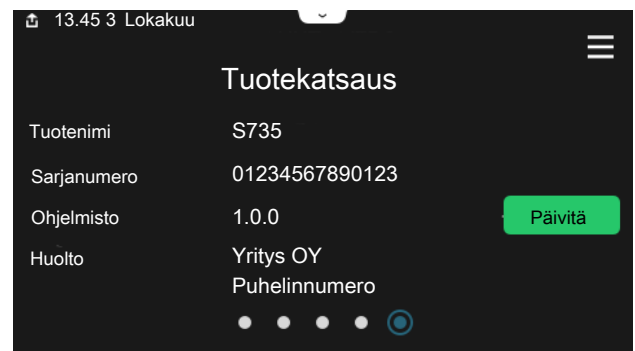 13.45 3 Lokakuu
Tuotekatsaus
Tuotenimi S735
Sarjanumero 01234567890123
Ohjelmisto 1.0.0 Päivitä
Huolto Yritys OY
Puhelinnumero